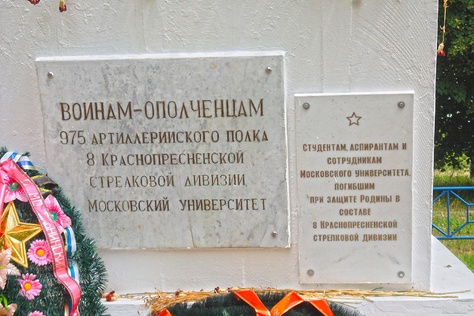 ВОИНАМ-ОПОЛЧЕНЦАМ
975 АРТИЛЛЕРИЙСКОГО ПОЛКА
8 КРАСНОПРЕСНЕНСКОЙ
СТРЕЛКОВОЙ ДИВИЗИИ
МОСКОВСКИЙ УНИВЕРСИТЕТ
СТУДЕНТАМ, АСПИРАНТАМ И
СОТРУДНИКАМ
МОСКОВСКОГО УНИВЕРСИТЕТА,
ПОГИБШИМ
ПРИ ЗАЩИТЕ РОДИНЫ В
СОСТАВЕ
8 КРАСНОПРЕСНЕНСКОЙ
СТРЕЛКОВОЙ ДИВИЗИИ